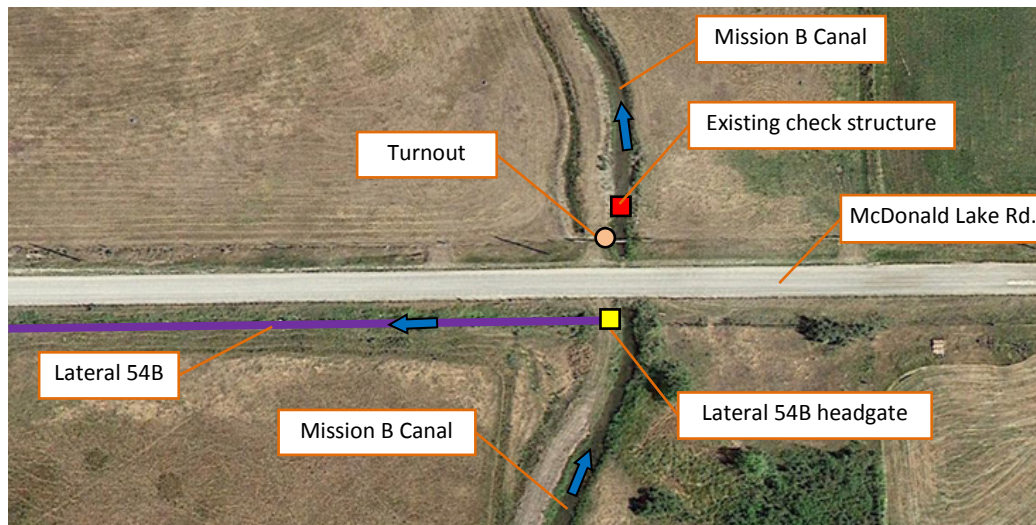 Mission B Canal
Existing check structure
Turnout
McDonald Lake Rd.
Lateral 54B
Lateral 54B headgate
Mission B Canal